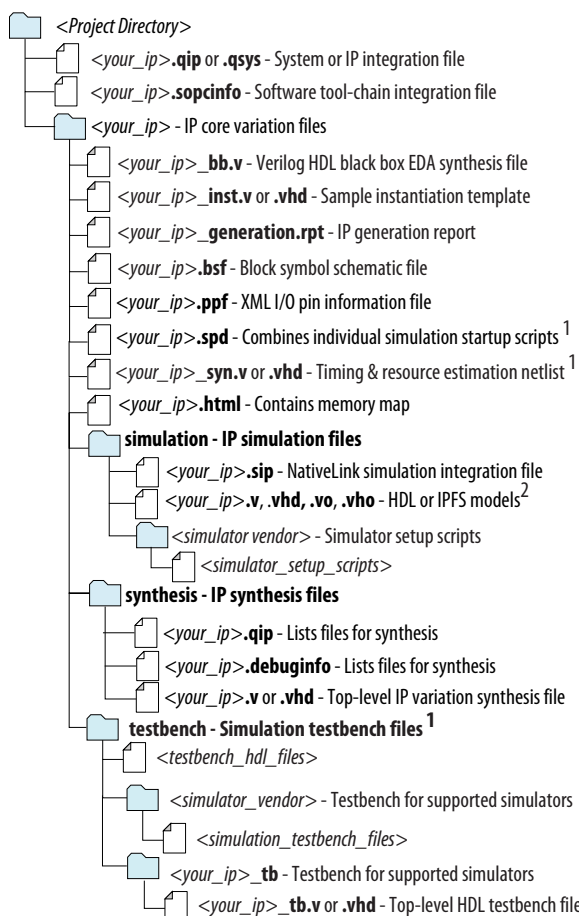 <Project Directory>
<your_ip>.qip or .qsys - System or IP integration file
<your_ip>.sopcinfo - Software tool-chain integration file
<your_ip> - IP core variation files
<your_ip>_bb.v - Verilog HDL black box EDA synthesis file
<your_ip>_inst.v or .vhd - Sample instantiation template
<your_ip>_generation.rpt - IP generation report
<your_ip>.bsf - Block symbol schematic file
<your_ip>.ppf - XML I/O pin information file
<your_ip>.spd - Combines individual simulation startup scripts 1
<your_ip>_syn.v or .vhd - Timing & resource estimation netlist 1
<your_ip>.html - Contains memory map
simulation - IP simulation files
<your_ip>.sip - NativeLink simulation integration file
<your_ip>.v, .vhd, .vo, .vho - HDL or IPFS models2
<simulator vendor> - Simulator setup scripts
<simulator_setup_scripts>
synthesis - IP synthesis files
<your_ip>.qip - Lists files for synthesis
<your_ip>.debuginfo - Lists files for synthesis
<your_ip>.v or .vhd - Top-level IP variation synthesis file
testbench - Simulation testbench files 1
<testbench_hdl_files>
<simulator_vendor> - Testbench for supported simulators
<simulation_testbench_files>
<your_ip>_tb - Testbench for supported simulators
<your_ip>_tb.v or .vhd - Top-level HDL testbench file